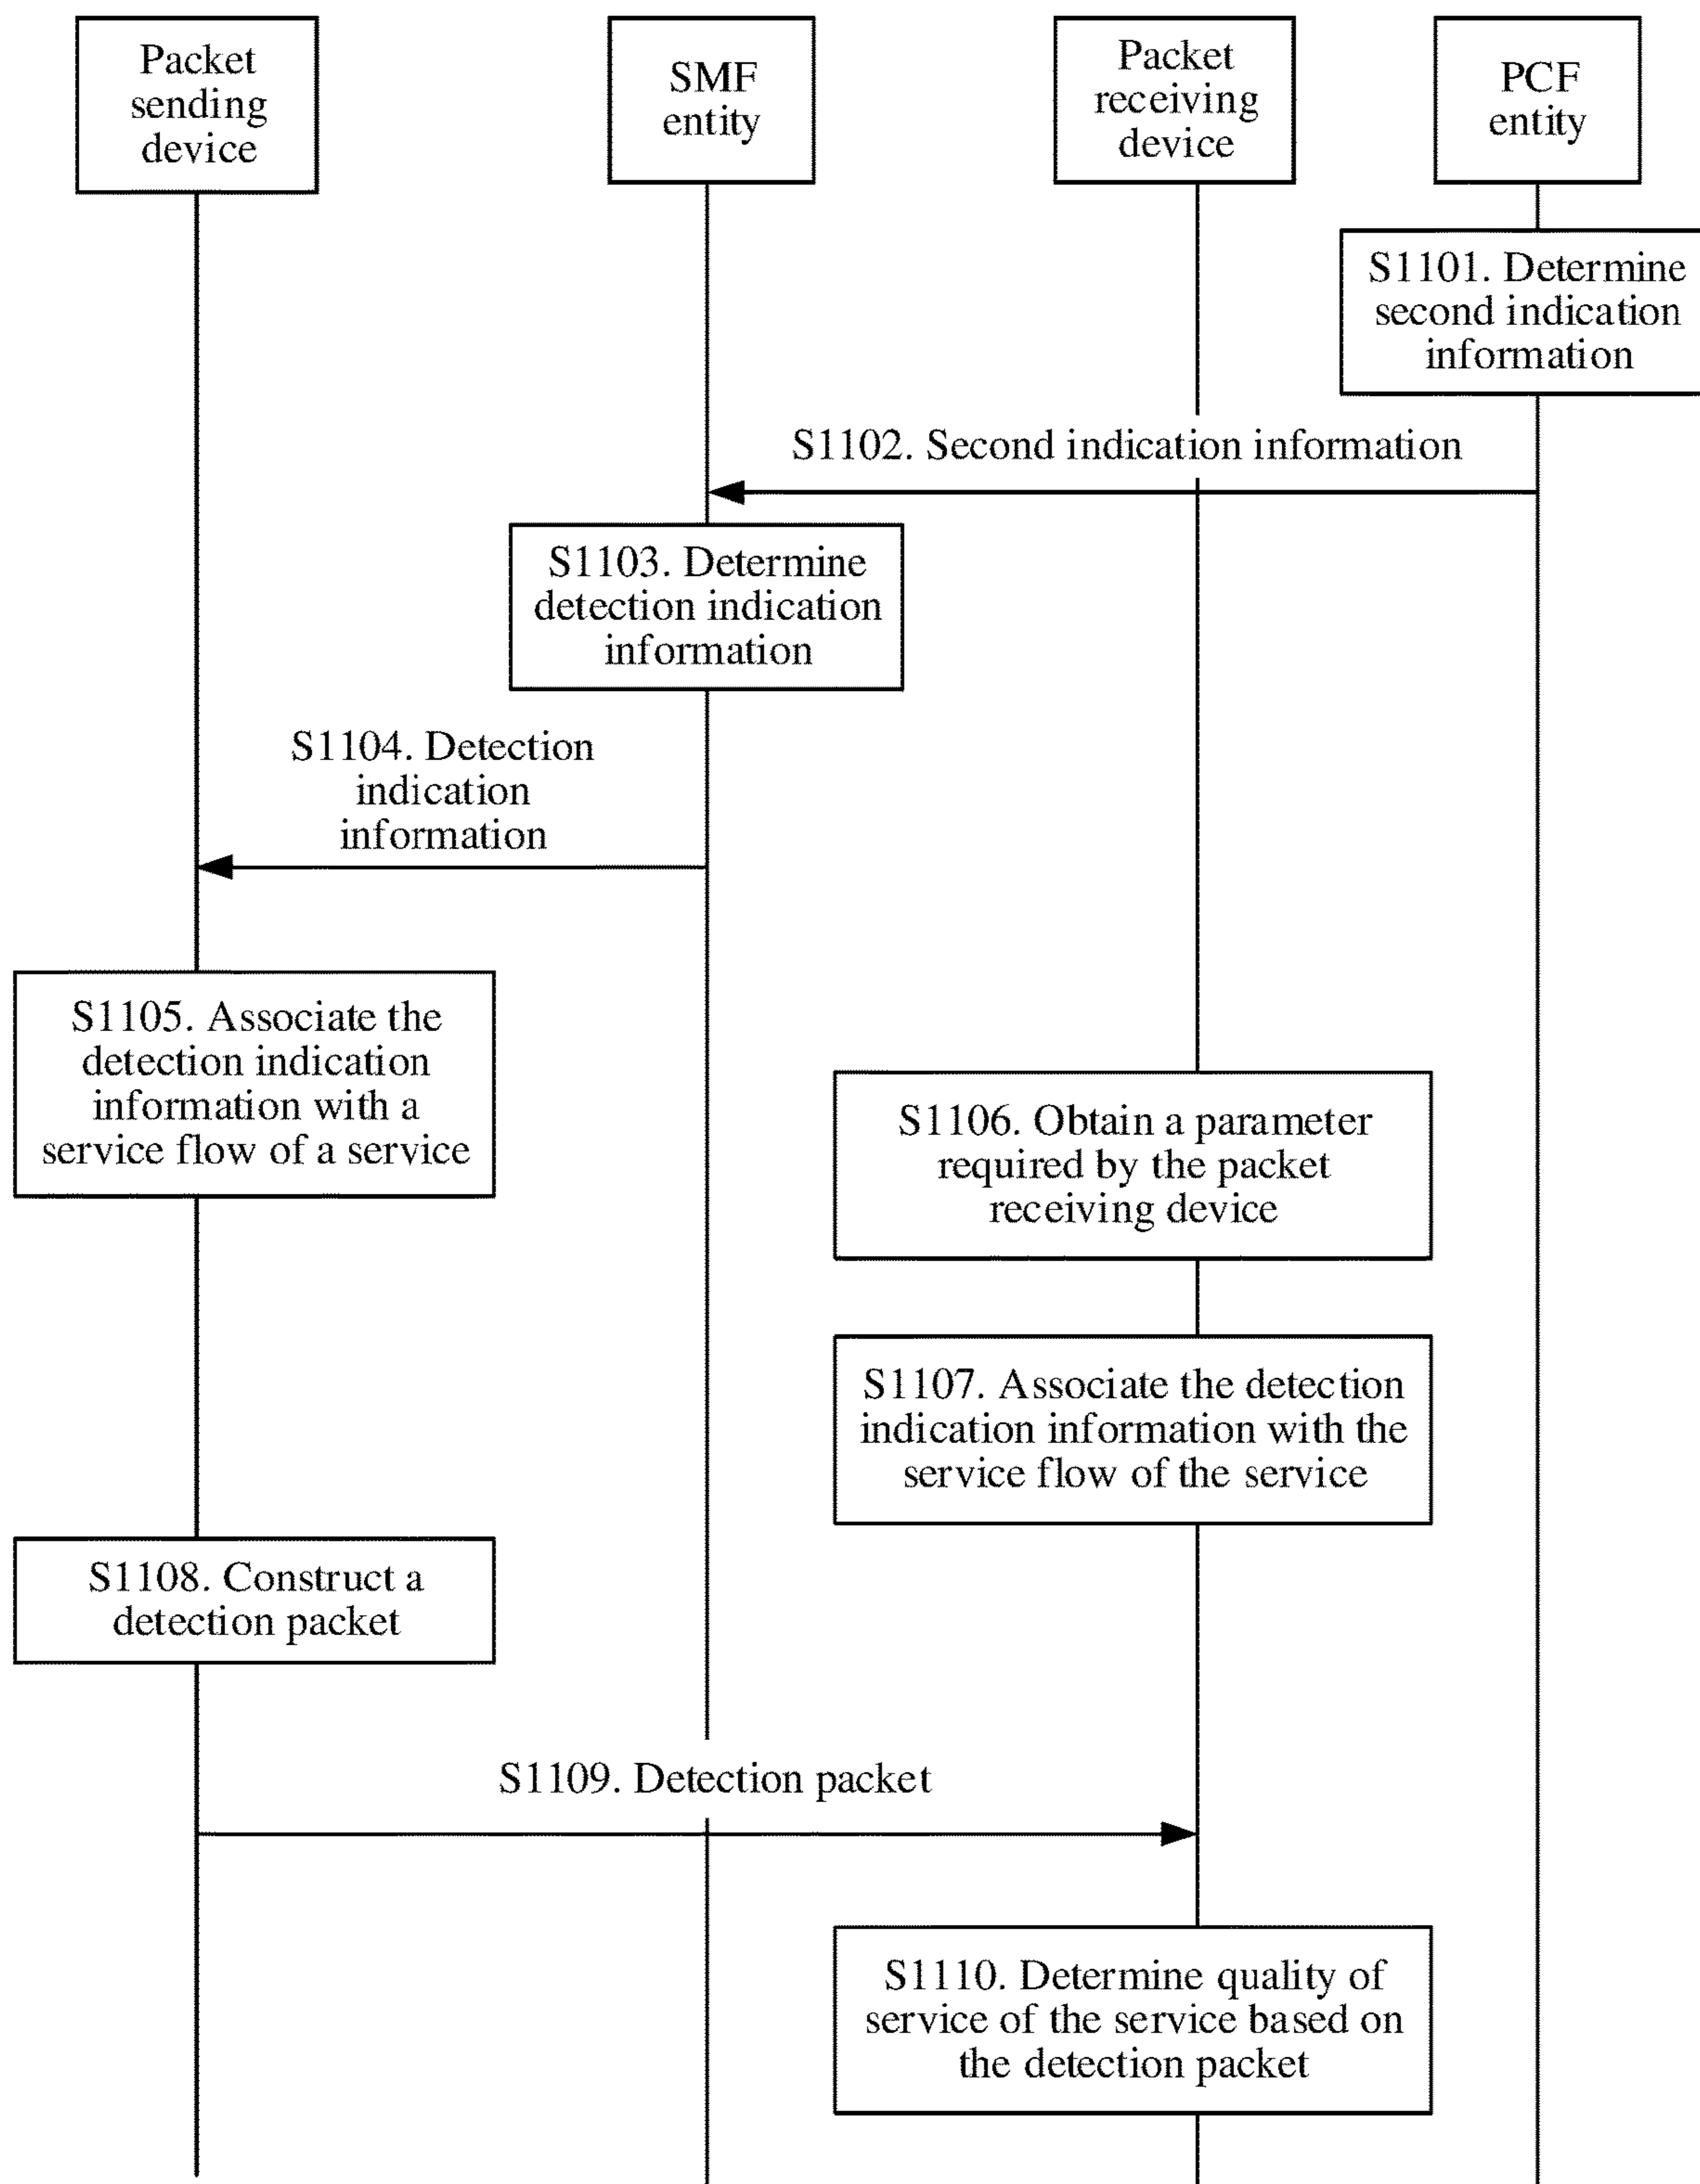 Packet
sending
device
SMF
entity
Packet
receiving
device
PCF
entity
S1101. Determine
second indication
information
S1102. Second indication information
S1103. Determine
detection indication
information
S1104. Detection
indication
information
S1105. Associate the
detection indication
information with a
service flow of a service
S1106. Obtain a parameter
required by the packet
receiving device
S1107. Associate the detection
indication information with the
service flow of the service
S1108. Construct a
detection packet
S1109. Detection packet
S1110. Determine quality of
service of the service based on
the detection packet